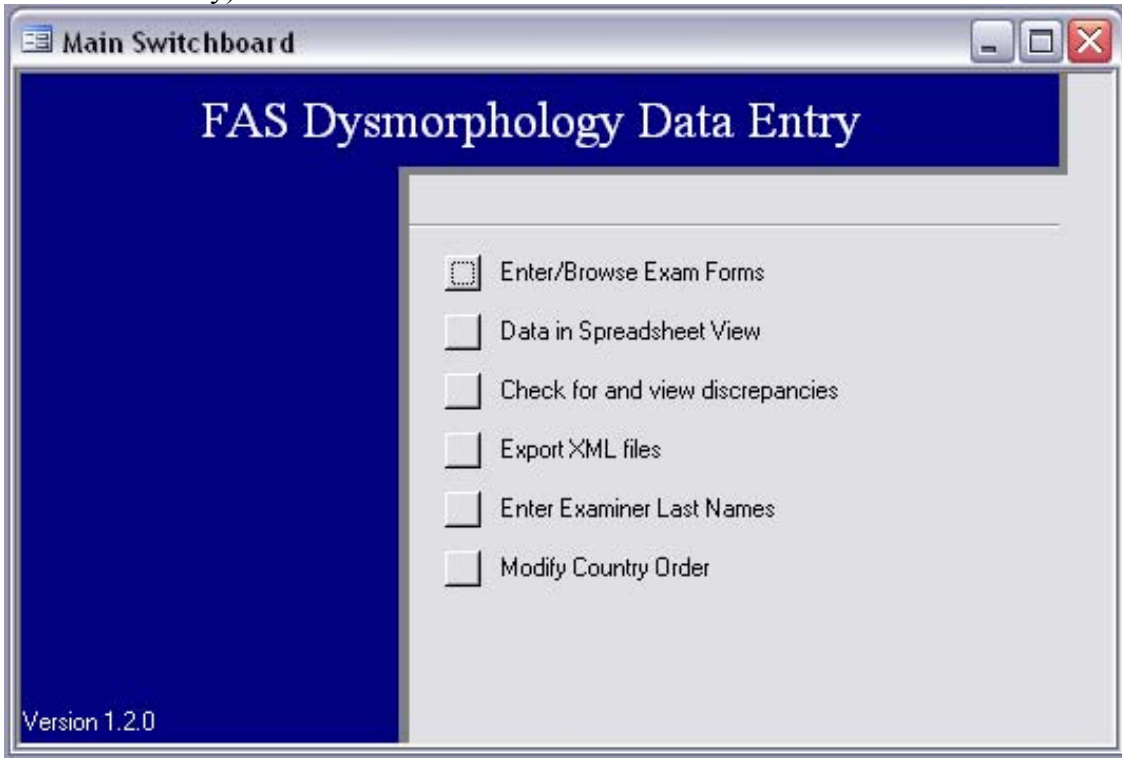 Main Switchboard
FAS Dysmorphology Data Entry
Enter/Browse Exam Forms
Data in Spreadsheet View
Check for and view discrepancies
Export XML files
Enter Examiner Last Names
Modify Country Order
Version 1.2.0